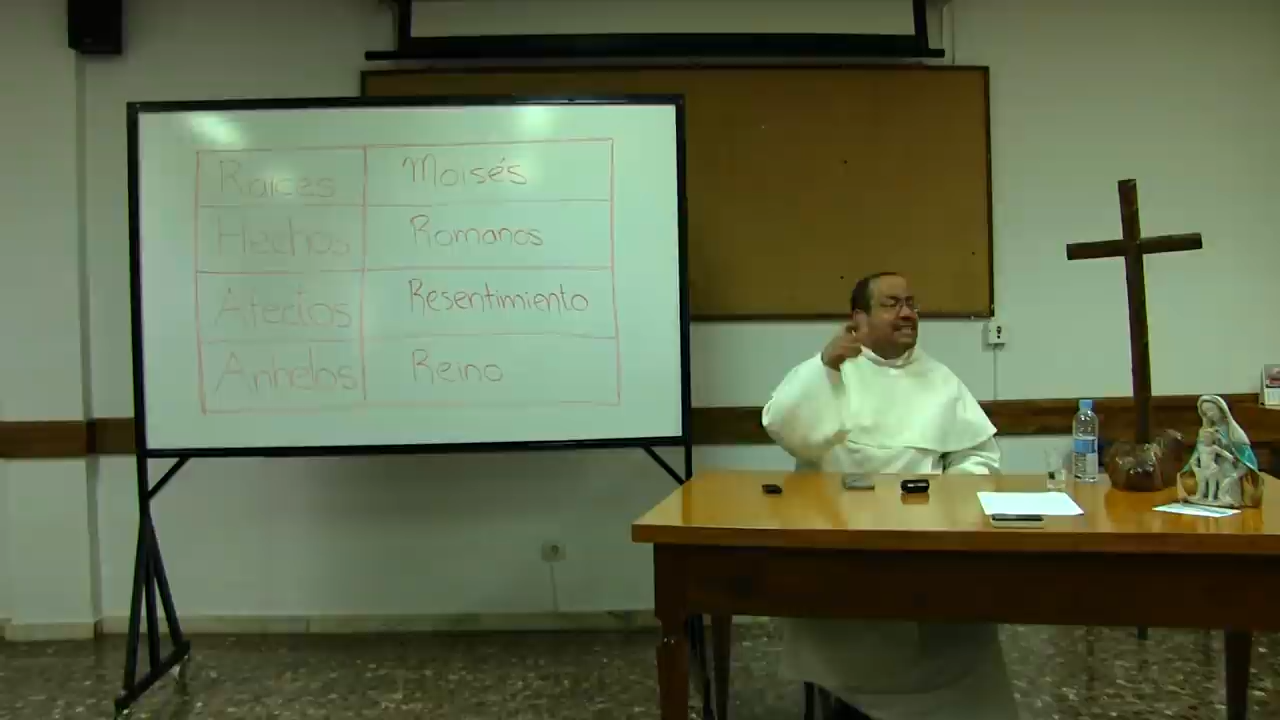 Raíces Moisés
Hechos Romanos
Afectos Resentimiento
Anhelos Reino